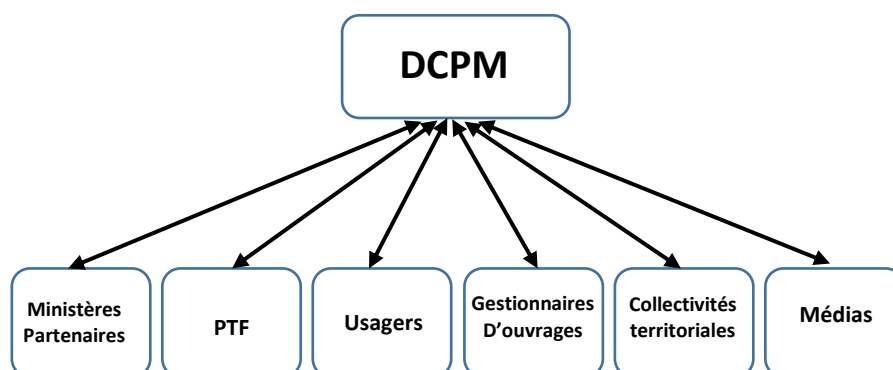 DCPM
Ministères
Partenaires
PTF
Usagers
Gestionnaires
D'ouvrages
Collectivités
territoriales
Médias